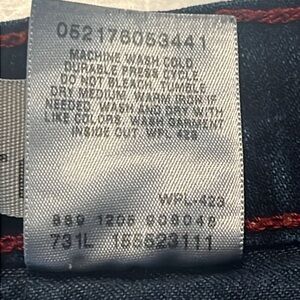 052176053441
MACHINE WASH COLD
DURABLE PRESS CYCLE.
DO NOT BLEACH. TUMBLE
DRY MEDIUM. WARM IRON IF
NEEDED. WASH AND DRY WITH
LIKE COLORS. WASH GARMENT
INSIDE OUT. WPL 423
WPL-423
889 1205 909048
731L 155523111